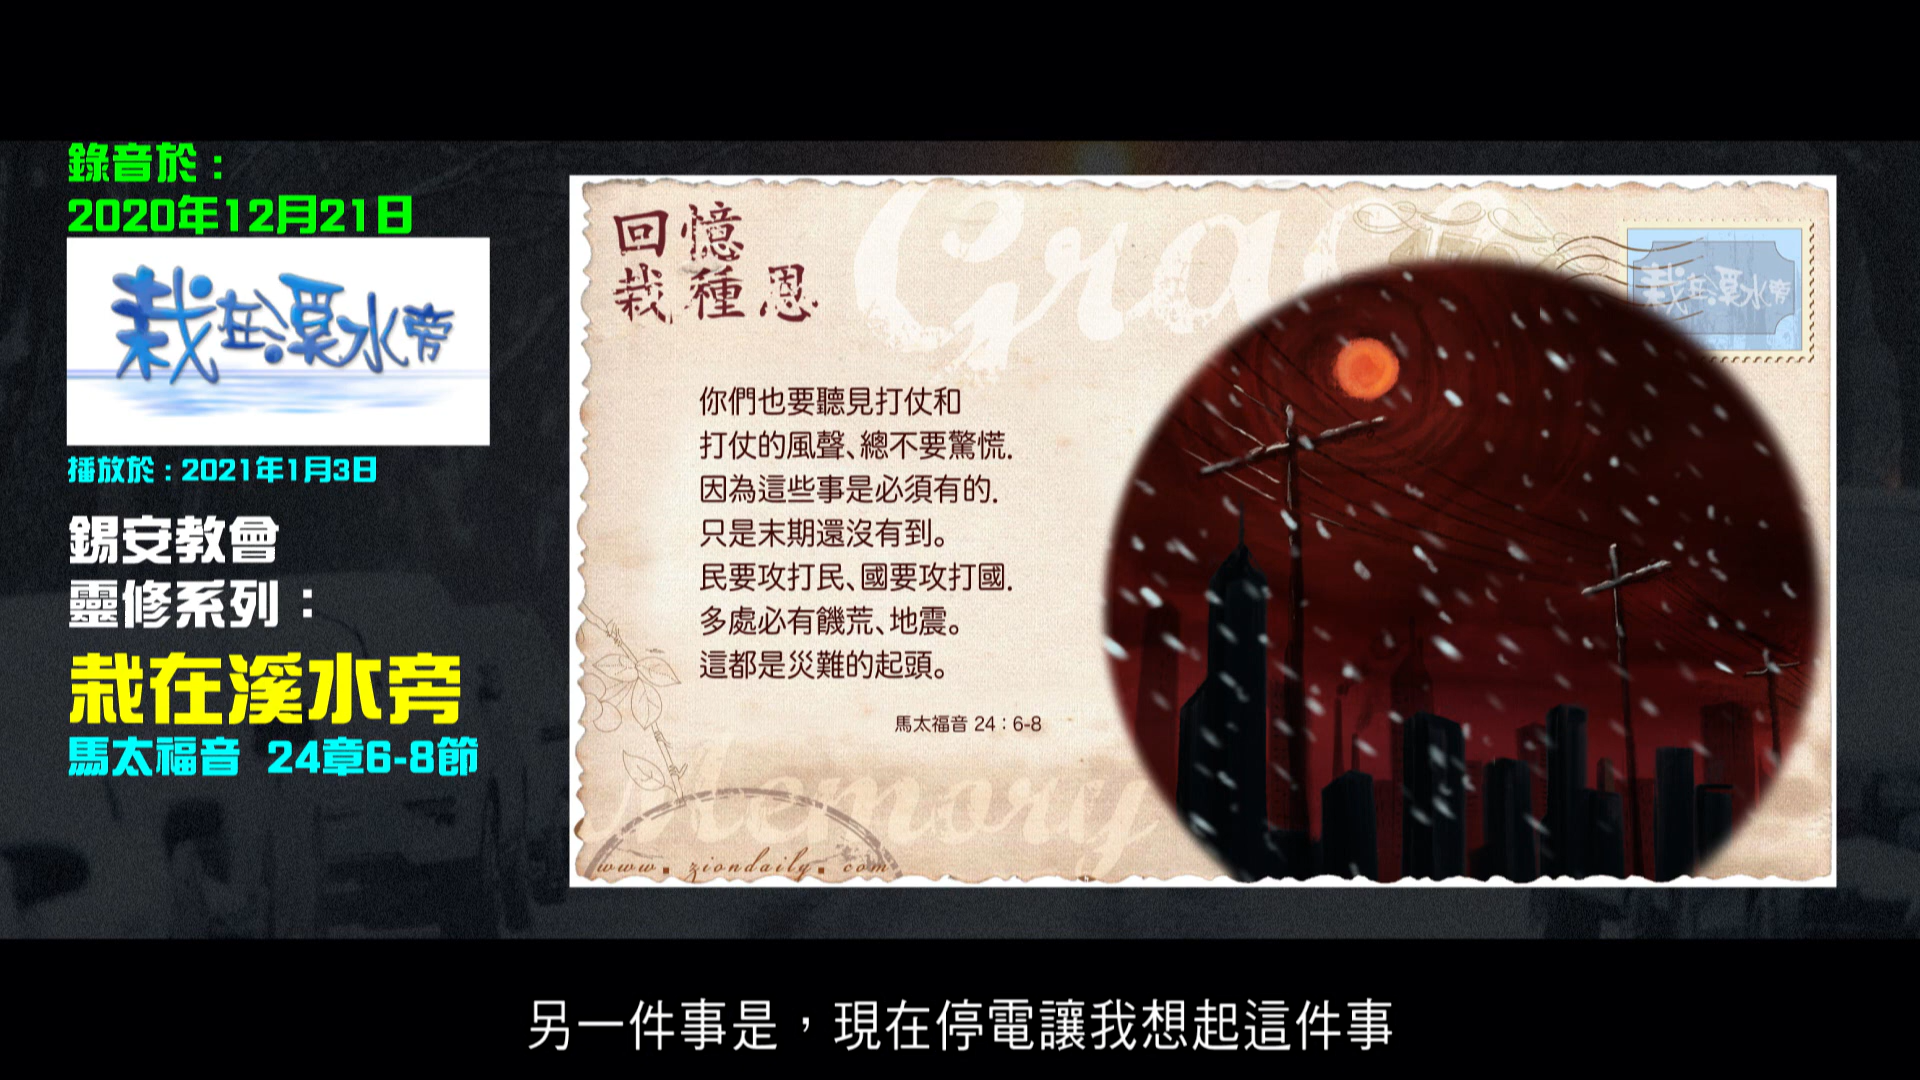 錄音於：
2020年12月21日
栽在溪水旁
播放於：2021年1月3日
錫安教會
靈修系列：
栽在溪水旁
馬太福音 24章6-8節
回憶
栽種恩
Gra
栽在溪水旁
你們也要聽見打仗和
打仗的風聲、總不要驚慌.
因為這些事是必須有的.
只是末期還沒有到。
民要攻打民、國要攻打國.
多處必有饑荒、地震。
這都是災難的起頭。
馬太福音 24：6-8
Memory
www.ziondaily.com
另一件事是，現在停電讓我想起這件事